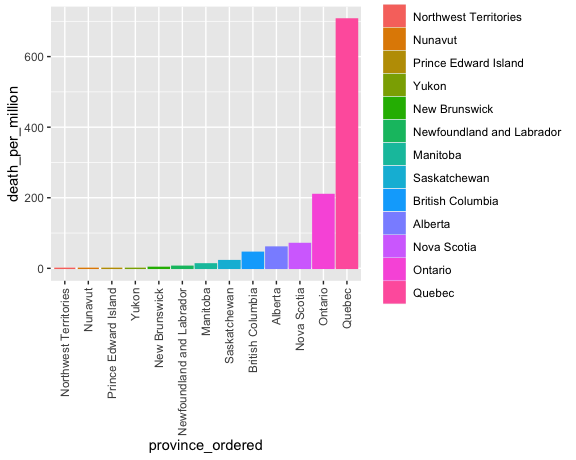 death_per_million
600
400
200
0
Northwest Territories
Nunavut
Prince Edward Island
Yukon
New Brunswick
Newfoundland and Labrador
Manitoba
Saskatchewan
British Columbia
Alberta
Nova Scotia
Ontario
Quebec
province_ordered
Northwest Territories
Nunavut
Prince Edward Island
Yukon
New Brunswick
Newfoundland and Labrador
Manitoba
Saskatchewan
British Columbia
Alberta
Nova Scotia
Ontario
Quebec